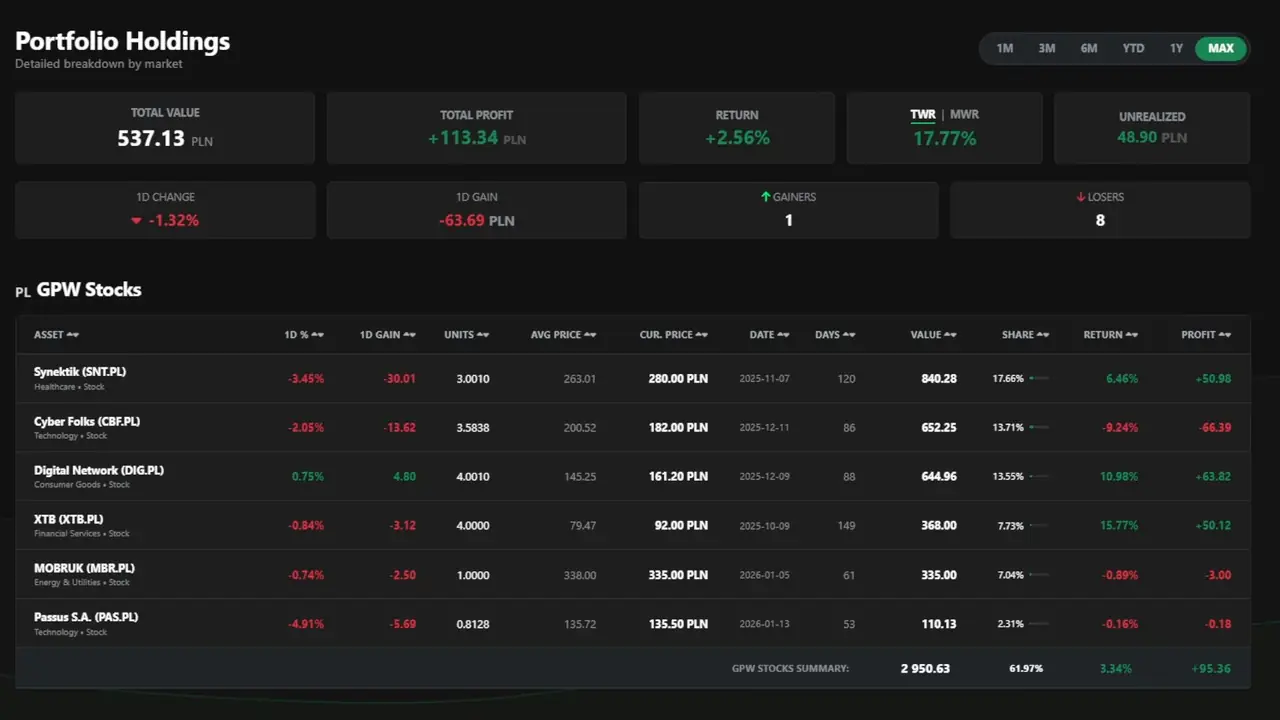 Portfolio Holdings
Detailed breakdown by market
1M 3M 6M YTD 1Y MAX
TOTAL VALUE
537.13 PLN
TOTAL PROFIT
+113.34 PLN
RETURN
+2.56%
TWR | MWR
17.77%
UNREALIZED
48.90 PLN
1D CHANGE
-1.32%
1D GAIN
-63.69 PLN
GAINERS
1
LOSERS
8
PL GPW Stocks
ASSET 1D % 1D GAIN UNITS AVG PRICE CUR. PRICE DATE DAYS VALUE SHARE RETURN PROFIT
Synektik (SNT.PL) -3.45% -30.01 3.0010 263.01 280.00 PLN 2025-11-07 120 840.28 17.66% 6.46% +50.98
Healthcare • Stock
Cyber Folks (CBF.PL) -2.05% -13.62 3.5838 200.52 182.00 PLN 2025-12-11 86 652.25 13.71% -9.24% -66.39
Technology • Stock
Digital Network (DIG.PL) 0.75% 4.80 4.0010 145.25 161.20 PLN 2025-12-09 88 644.96 13.55% 10.98% +63.82
Consumer Goods • Stock
XTB (XTB.PL) -0.84% -3.12 4.0000 79.47 92.00 PLN 2025-10-09 149 368.00 7.73% 15.77% +50.12
Financial Services • Stock
MOBRUK (MBR.PL) -0.74% -2.50 1.0000 338.00 335.00 PLN 2026-01-05 61 335.00 7.04% -0.89% -3.00
Energy & Utilities • Stock
Passus S.A. (PAS.PL) -4.91% -5.69 0.8128 135.72 135.50 PLN 2026-01-13 53 110.13 2.31% -0.16% -0.18
Technology • Stock
GPW STOCKS SUMMARY: 2 950.63 61.97% 3.34% +95.36